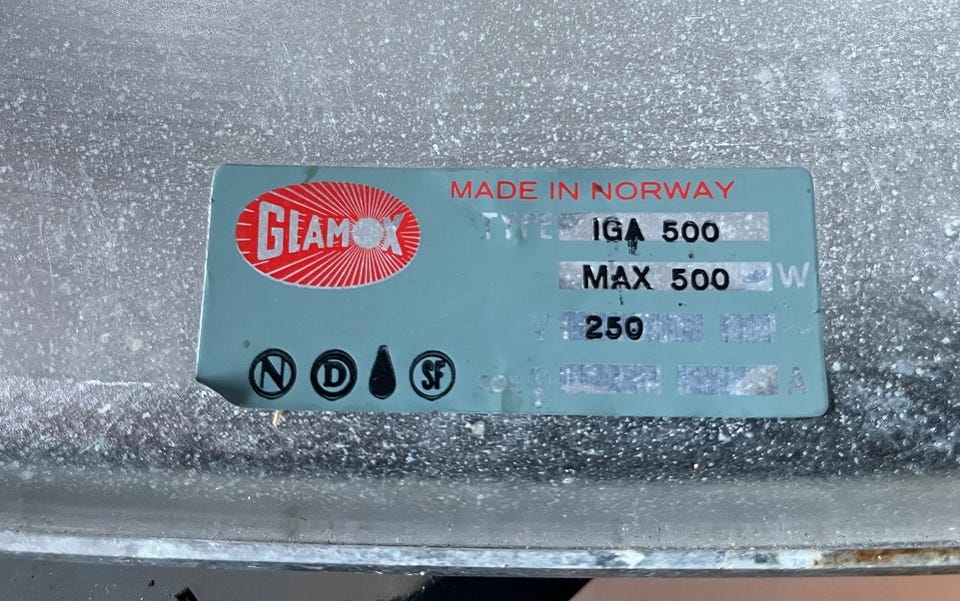 GLAMOX
MADE IN NORWAY
TYPE IGA 500
MAX 500 W
V 250
N D SF
A